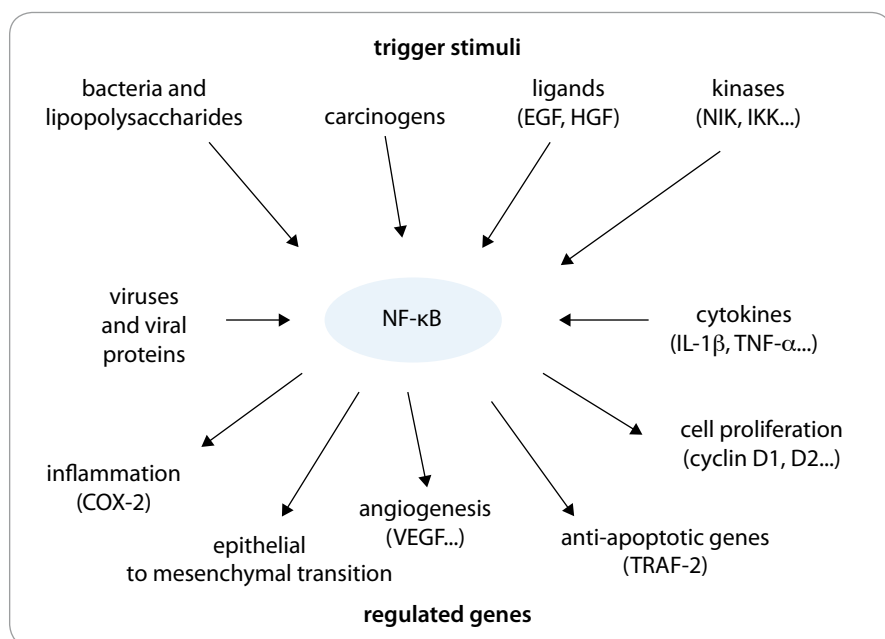 trigger stimuli
bacteria and
lipopolysaccharides
carcinogens
ligands
(EGF, HGF)
kinases
(NIK, IKK...)
viruses
and viral
proteins
NF-κB
cytokines
(IL-1β, TNF-α...)
inflammation
(COX-2)
epithelial
to mesenchymal transition
angiogenesis
(VEGF...)
anti-apoptotic genes
(TRAF-2)
cell proliferation
(cyclin D1, D2...)
regulated genes